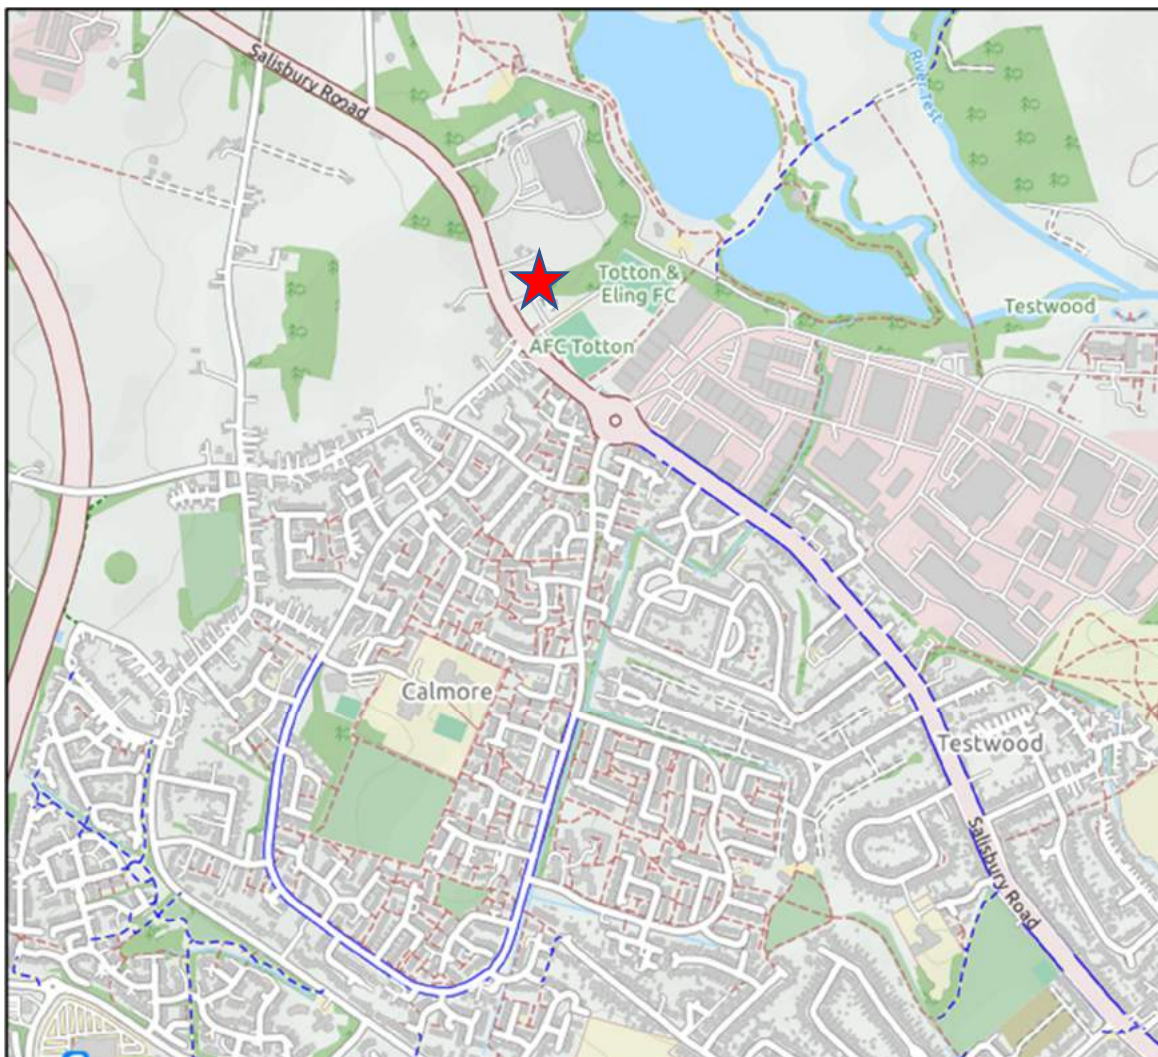 Salisbury Road
River Test
Totton &
Eling FC
Testwood
AFC Totton
Calmore
Testwood
Salisbury Road